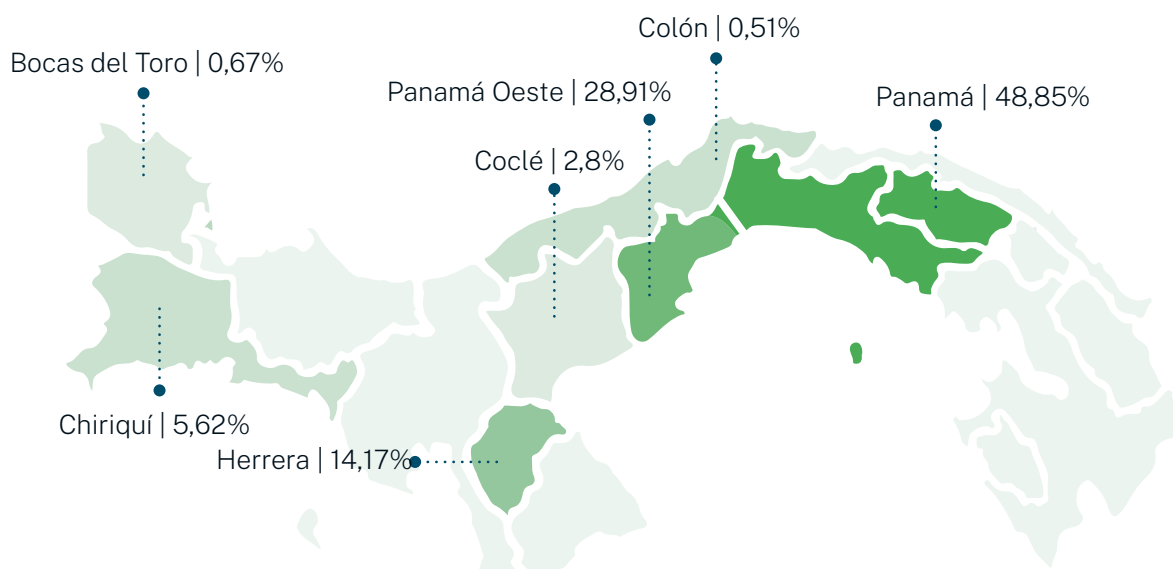 Colón | 0,51%
Bocas del Toro | 0,67%
Panamá Oeste | 28,91%
Panamá | 48,85%
Coclé | 2,8%
Chiriquí | 5,62%
Herrera | 14,17%